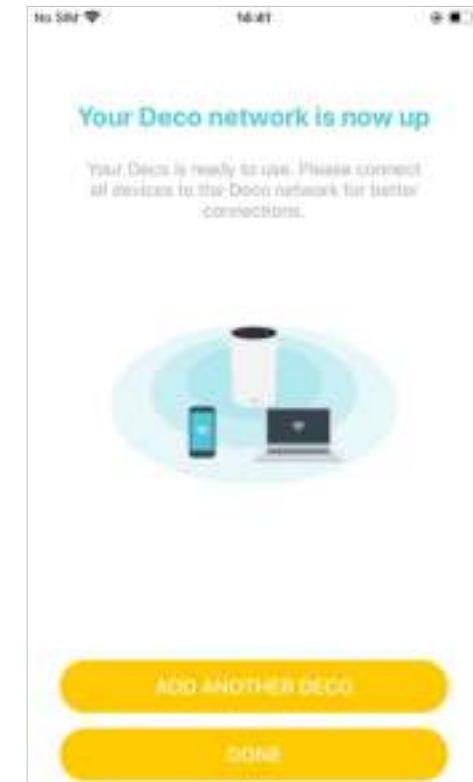 No SIM 16:41
Your Deco network is now up
Your Deco is ready to use. Please connect
all devices to the Deco network for better
connections.
ADD ANOTHER DECO
DONE